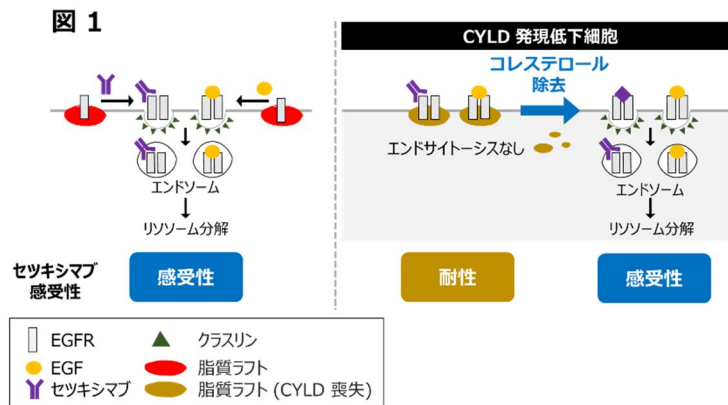 図 1
CYLD 発現低下細胞
コレステロール
除去
エンドサイトーシスなし
エンドソーム
エンドソーム
リソソーム分解
リソソーム分解
セツキシマブ
感受性
感受性
耐性
感受性
EGFR
クラスリン
EGF
脂質ラフト
セツキシマブ
脂質ラフト (CYLD 喪失)